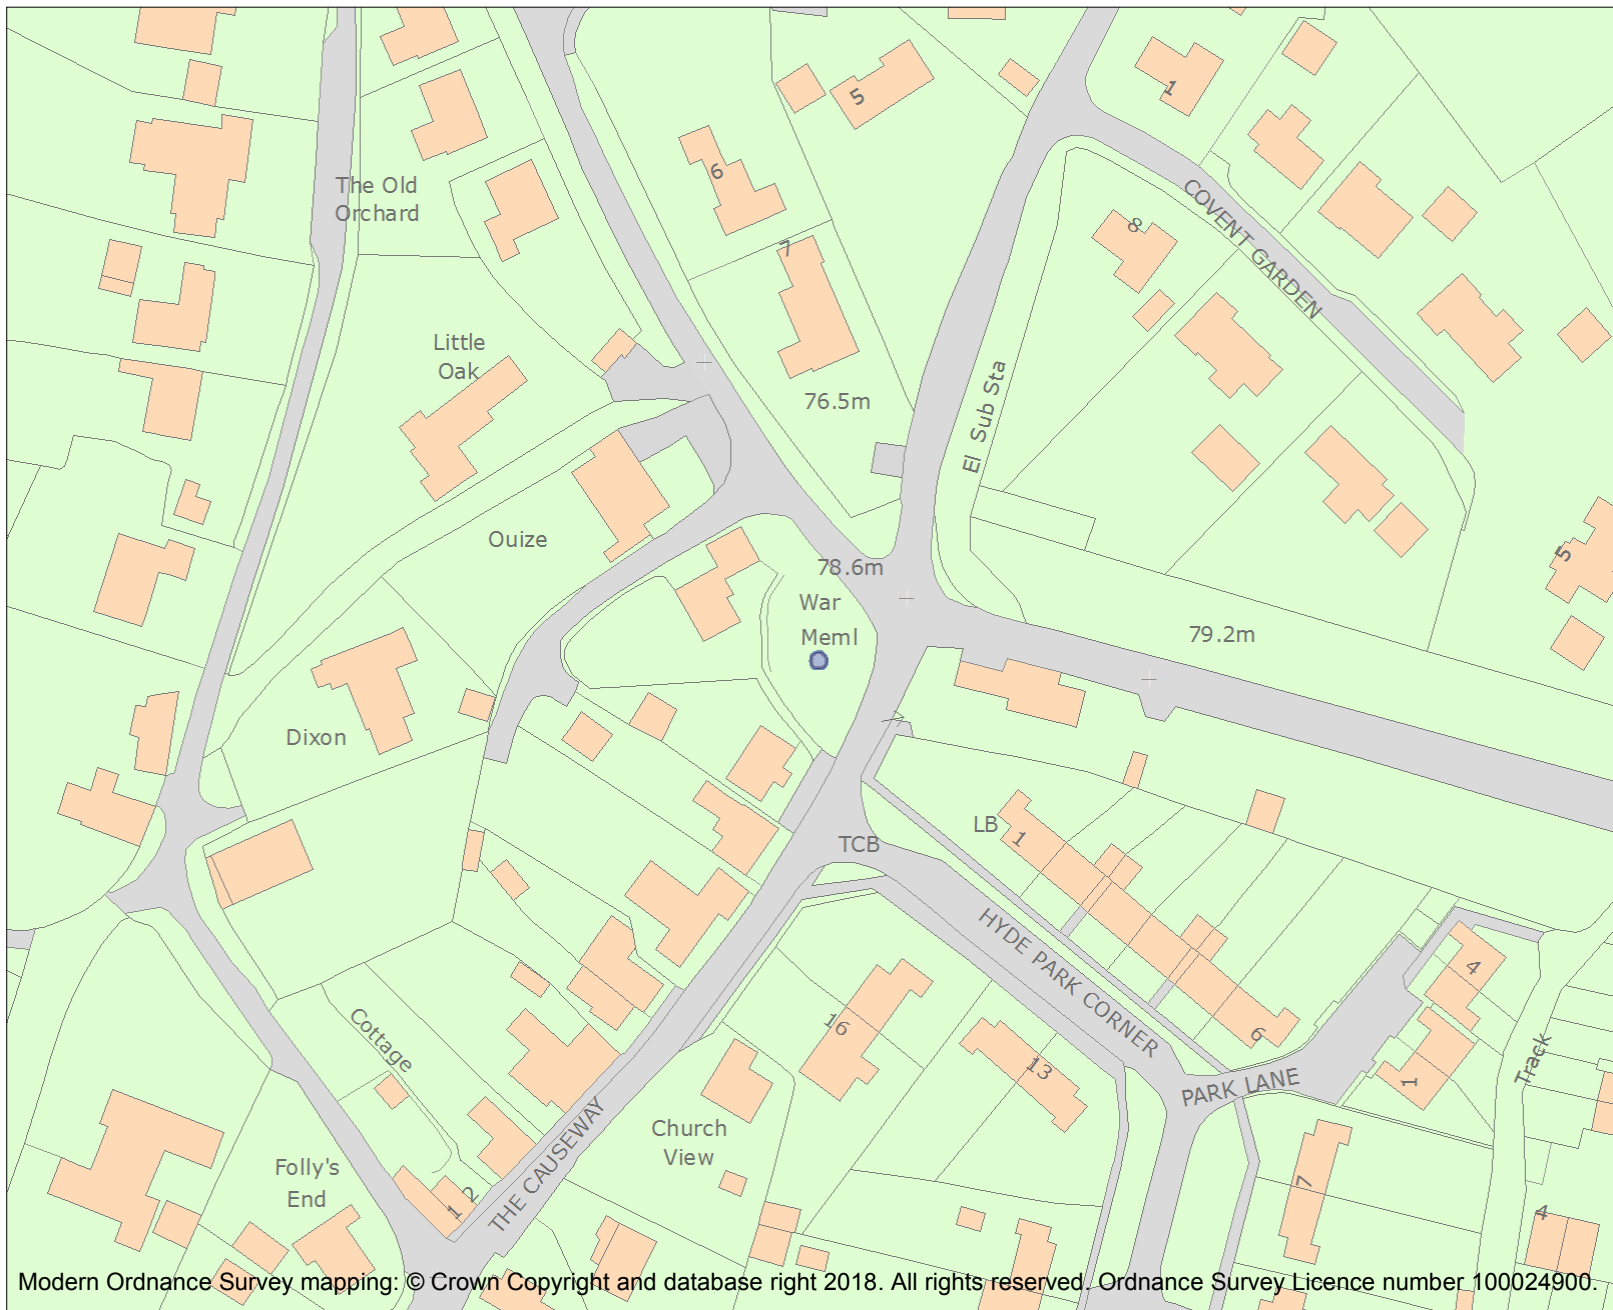 1
5
6
The Old
Orchard
COVENT GARDEN
8
7
Little
Oak
76.5m
El Sub Sta
Ouize
78.6m
5
War
Meml
79.2m
Dixon
7
LB
1
TCB
HYDE PARK CORNER
4
16
6
Cottage
13
Track
1
PARK LANE
THE CAUSEWAY
Church
View
Folly's
End
1 2
7
4
Modern Ordnance Survey mapping: © Crown Copyright and database right 2018. All rights reserved. Ordnance Survey Licence number 100024900.